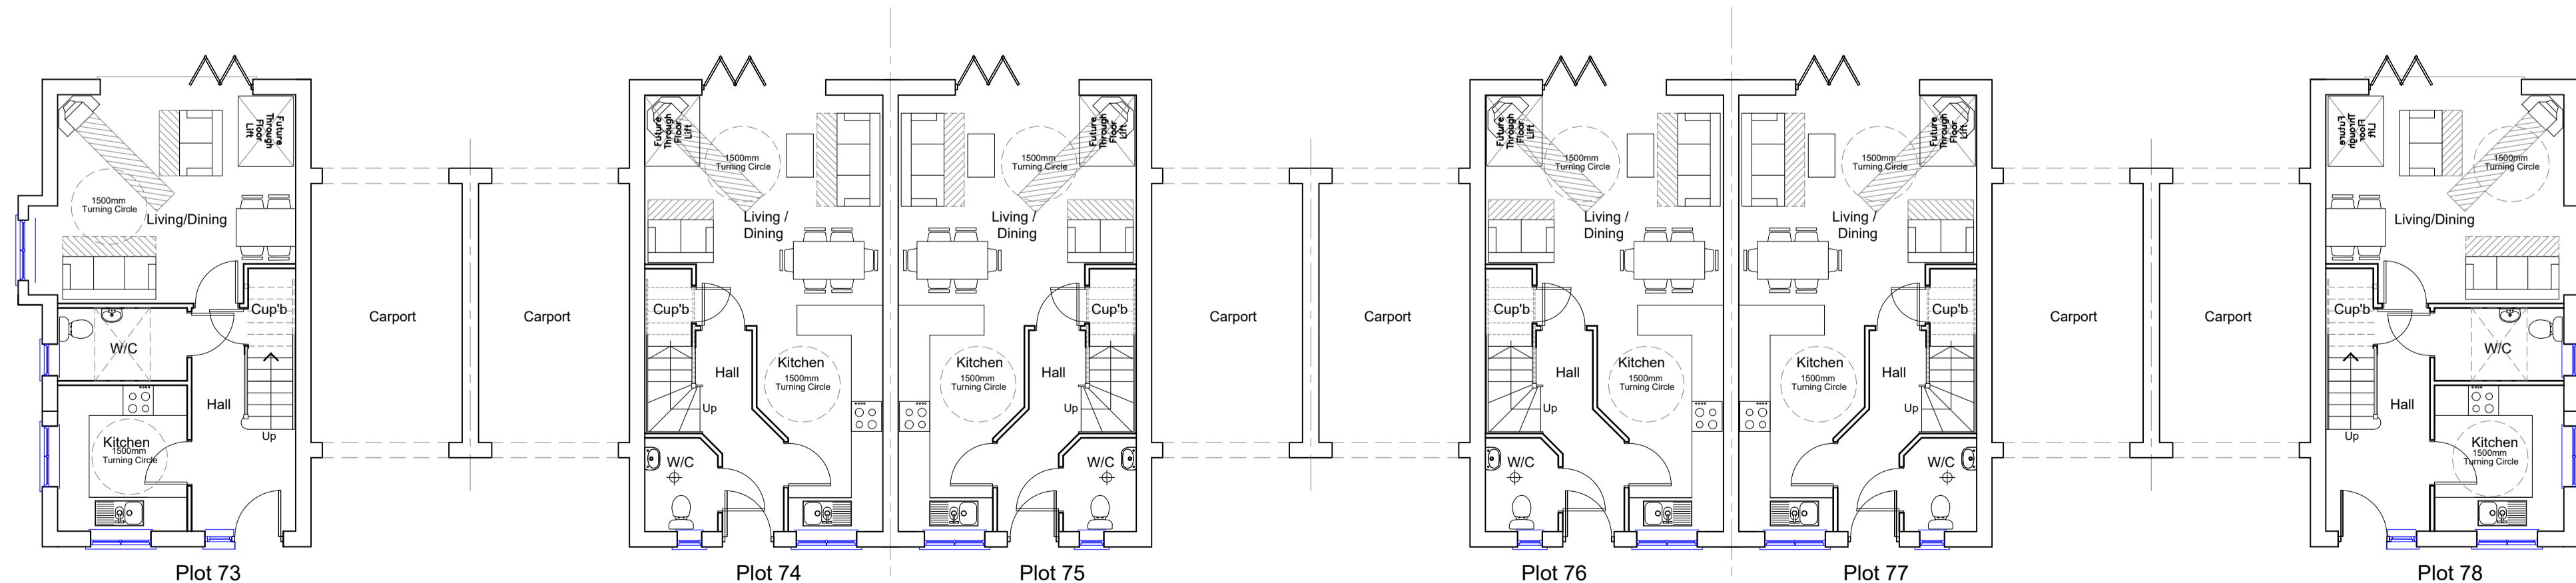 Future
Through
Floor
Lift
1500mm
Turning Circle
Living/Dining
Cup'b
W/C
Hall
Up
Kitchen
1500mm
Turning Circle
Plot 73
Carport
Carport
Future
Through
Floor
Lift
1500mm
Turning Circle
Living /
Dining
Cup'b
Kitchen
1500mm
Turning Circle
Hall
Up
W/C
Plot 74
Future
Through
Floor
Lift
1500mm
Turning Circle
Living /
Dining
Cup'b
Kitchen
1500mm
Turning Circle
Hall
Up
W/C
Plot 75
Carport
Carport
Future
Through
Floor
Lift
1500mm
Turning Circle
Living /
Dining
Cup'b
Kitchen
1500mm
Turning Circle
Hall
Up
W/C
Plot 76
Future
Through
Floor
Lift
1500mm
Turning Circle
Living /
Dining
Cup'b
Kitchen
1500mm
Turning Circle
Hall
Up
W/C
Plot 77
Carport
Carport
Future
Through
Floor
Lift
1500mm
Turning Circle
Living/Dining
Cup'b
W/C
Hall
Up
Kitchen
1500mm
Turning Circle
Plot 78